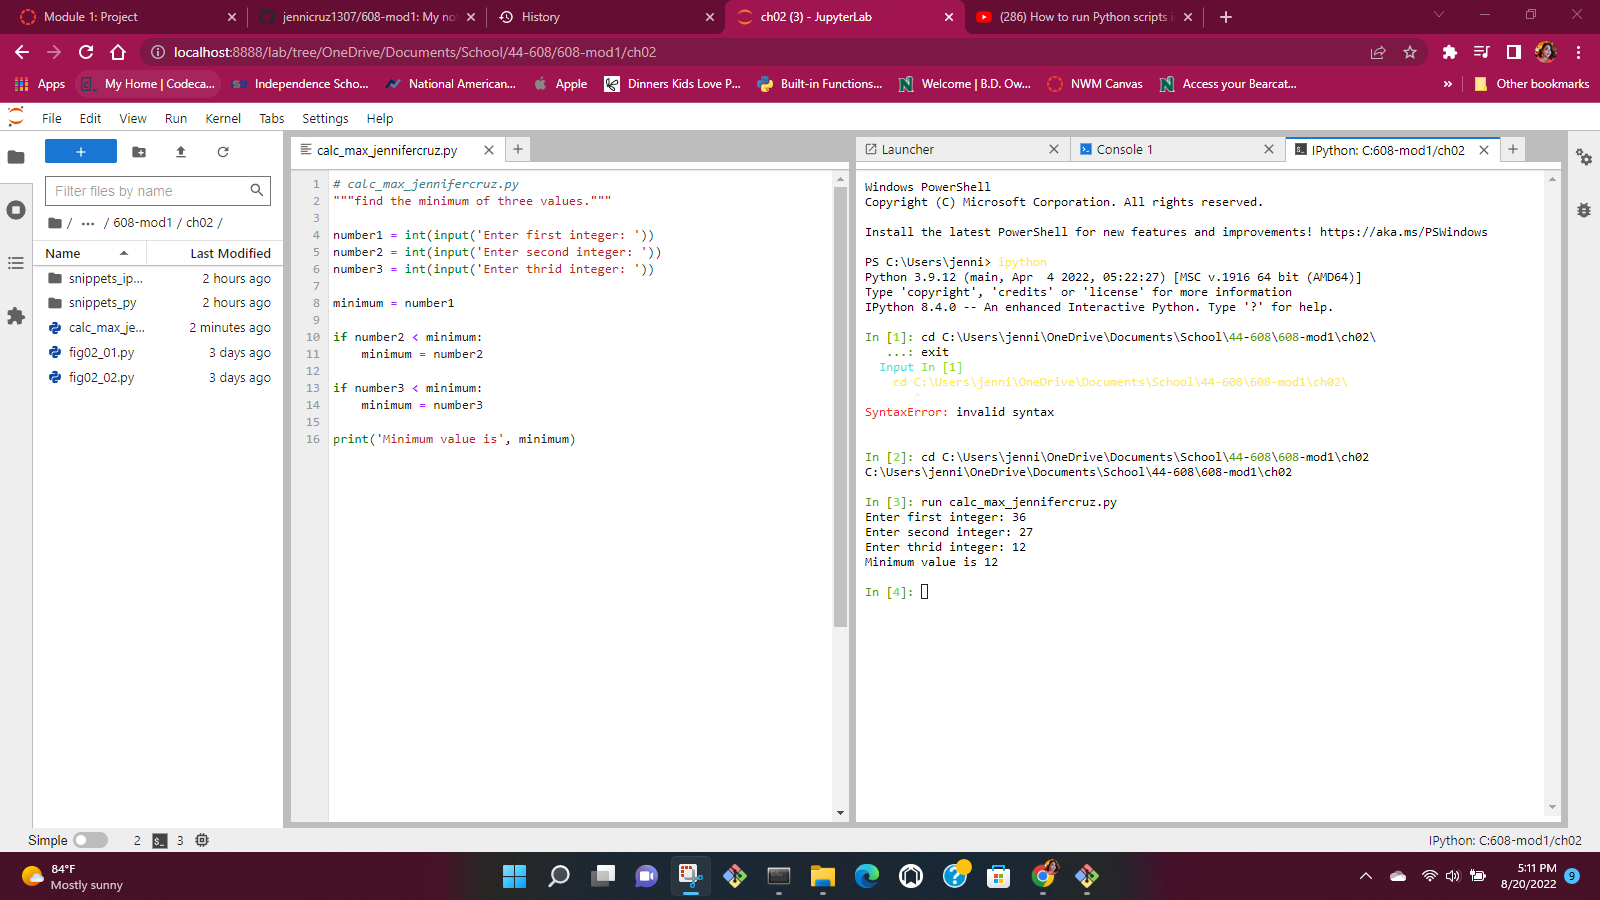 Module 1: Project
jennicruz1307/608-mod1: My no
History
ch02 (3) - JupyterLab
(286) How to run Python scripts i
localhost:8888/lab/tree/OneDrive/Documents/School/44-608/608-mod1/ch02
Apps
My Home | Codeca...
Independence Scho...
National American...
Apple
Dinners Kids Love P...
Built-in Functions...
Welcome | B.D. Ow...
NWM Canvas
Access your Bearcat...
»
Other bookmarks
File Edit View Run Kernel Tabs Settings Help
+
Filter files by name
/ ... / 608-mod1 / ch02 /
Name Last Modified
snippets_ip... 2 hours ago
snippets_py 2 hours ago
calc_max_je... 2 minutes ago
fig02_01.py 3 days ago
fig02_02.py 3 days ago
calc_max_jennifercruz.py
1 # calc_max_jennifercruz.py
2 """find the minimum of three values."""
3
4 number1 = int(input('Enter first integer: '))
5 number2 = int(input('Enter second integer: '))
6 number3 = int(input('Enter thrid integer: '))
7
8 minimum = number1
9
10 if number2 < minimum:
11     minimum = number2
12
13 if number3 < minimum:
14     minimum = number3
15
16 print('Minimum value is', minimum)
Launcher
Console 1
IPython: C:608-mod1/ch02
Windows PowerShell
Copyright (C) Microsoft Corporation. All rights reserved.
Install the latest PowerShell for new features and improvements! https://aka.ms/PSWindows
PS C:\Users\jenni> ipython
Python 3.9.12 (main, Apr  4 2022, 05:22:27) [MSC v.1916 64 bit (AMD64)]
Type 'copyright', 'credits' or 'license' for more information
IPython 8.4.0 -- An enhanced Interactive Python. Type '?' for help.
In [1]: cd C:\Users\jenni\OneDrive\Documents\School\44-608\608-mod1\ch02\
   ...: exit
  Input In [1]
    cd C:\Users\jenni\OneDrive\Documents\School\44-608\608-mod1\ch02\
       ^
SyntaxError: invalid syntax
In [2]: cd C:\Users\jenni\OneDrive\Documents\School\44-608\608-mod1\ch02
C:\Users\jenni\OneDrive\Documents\School\44-608\608-mod1\ch02
In [3]: run calc_max_jennifercruz.py
Enter first integer: 36
Enter second integer: 27
Enter thrid integer: 12
Minimum value is 12
In [4]:
Simple 2 3
IPython: C:608-mod1/ch02
84°F
Mostly sunny
5:11 PM
8/20/2022
9